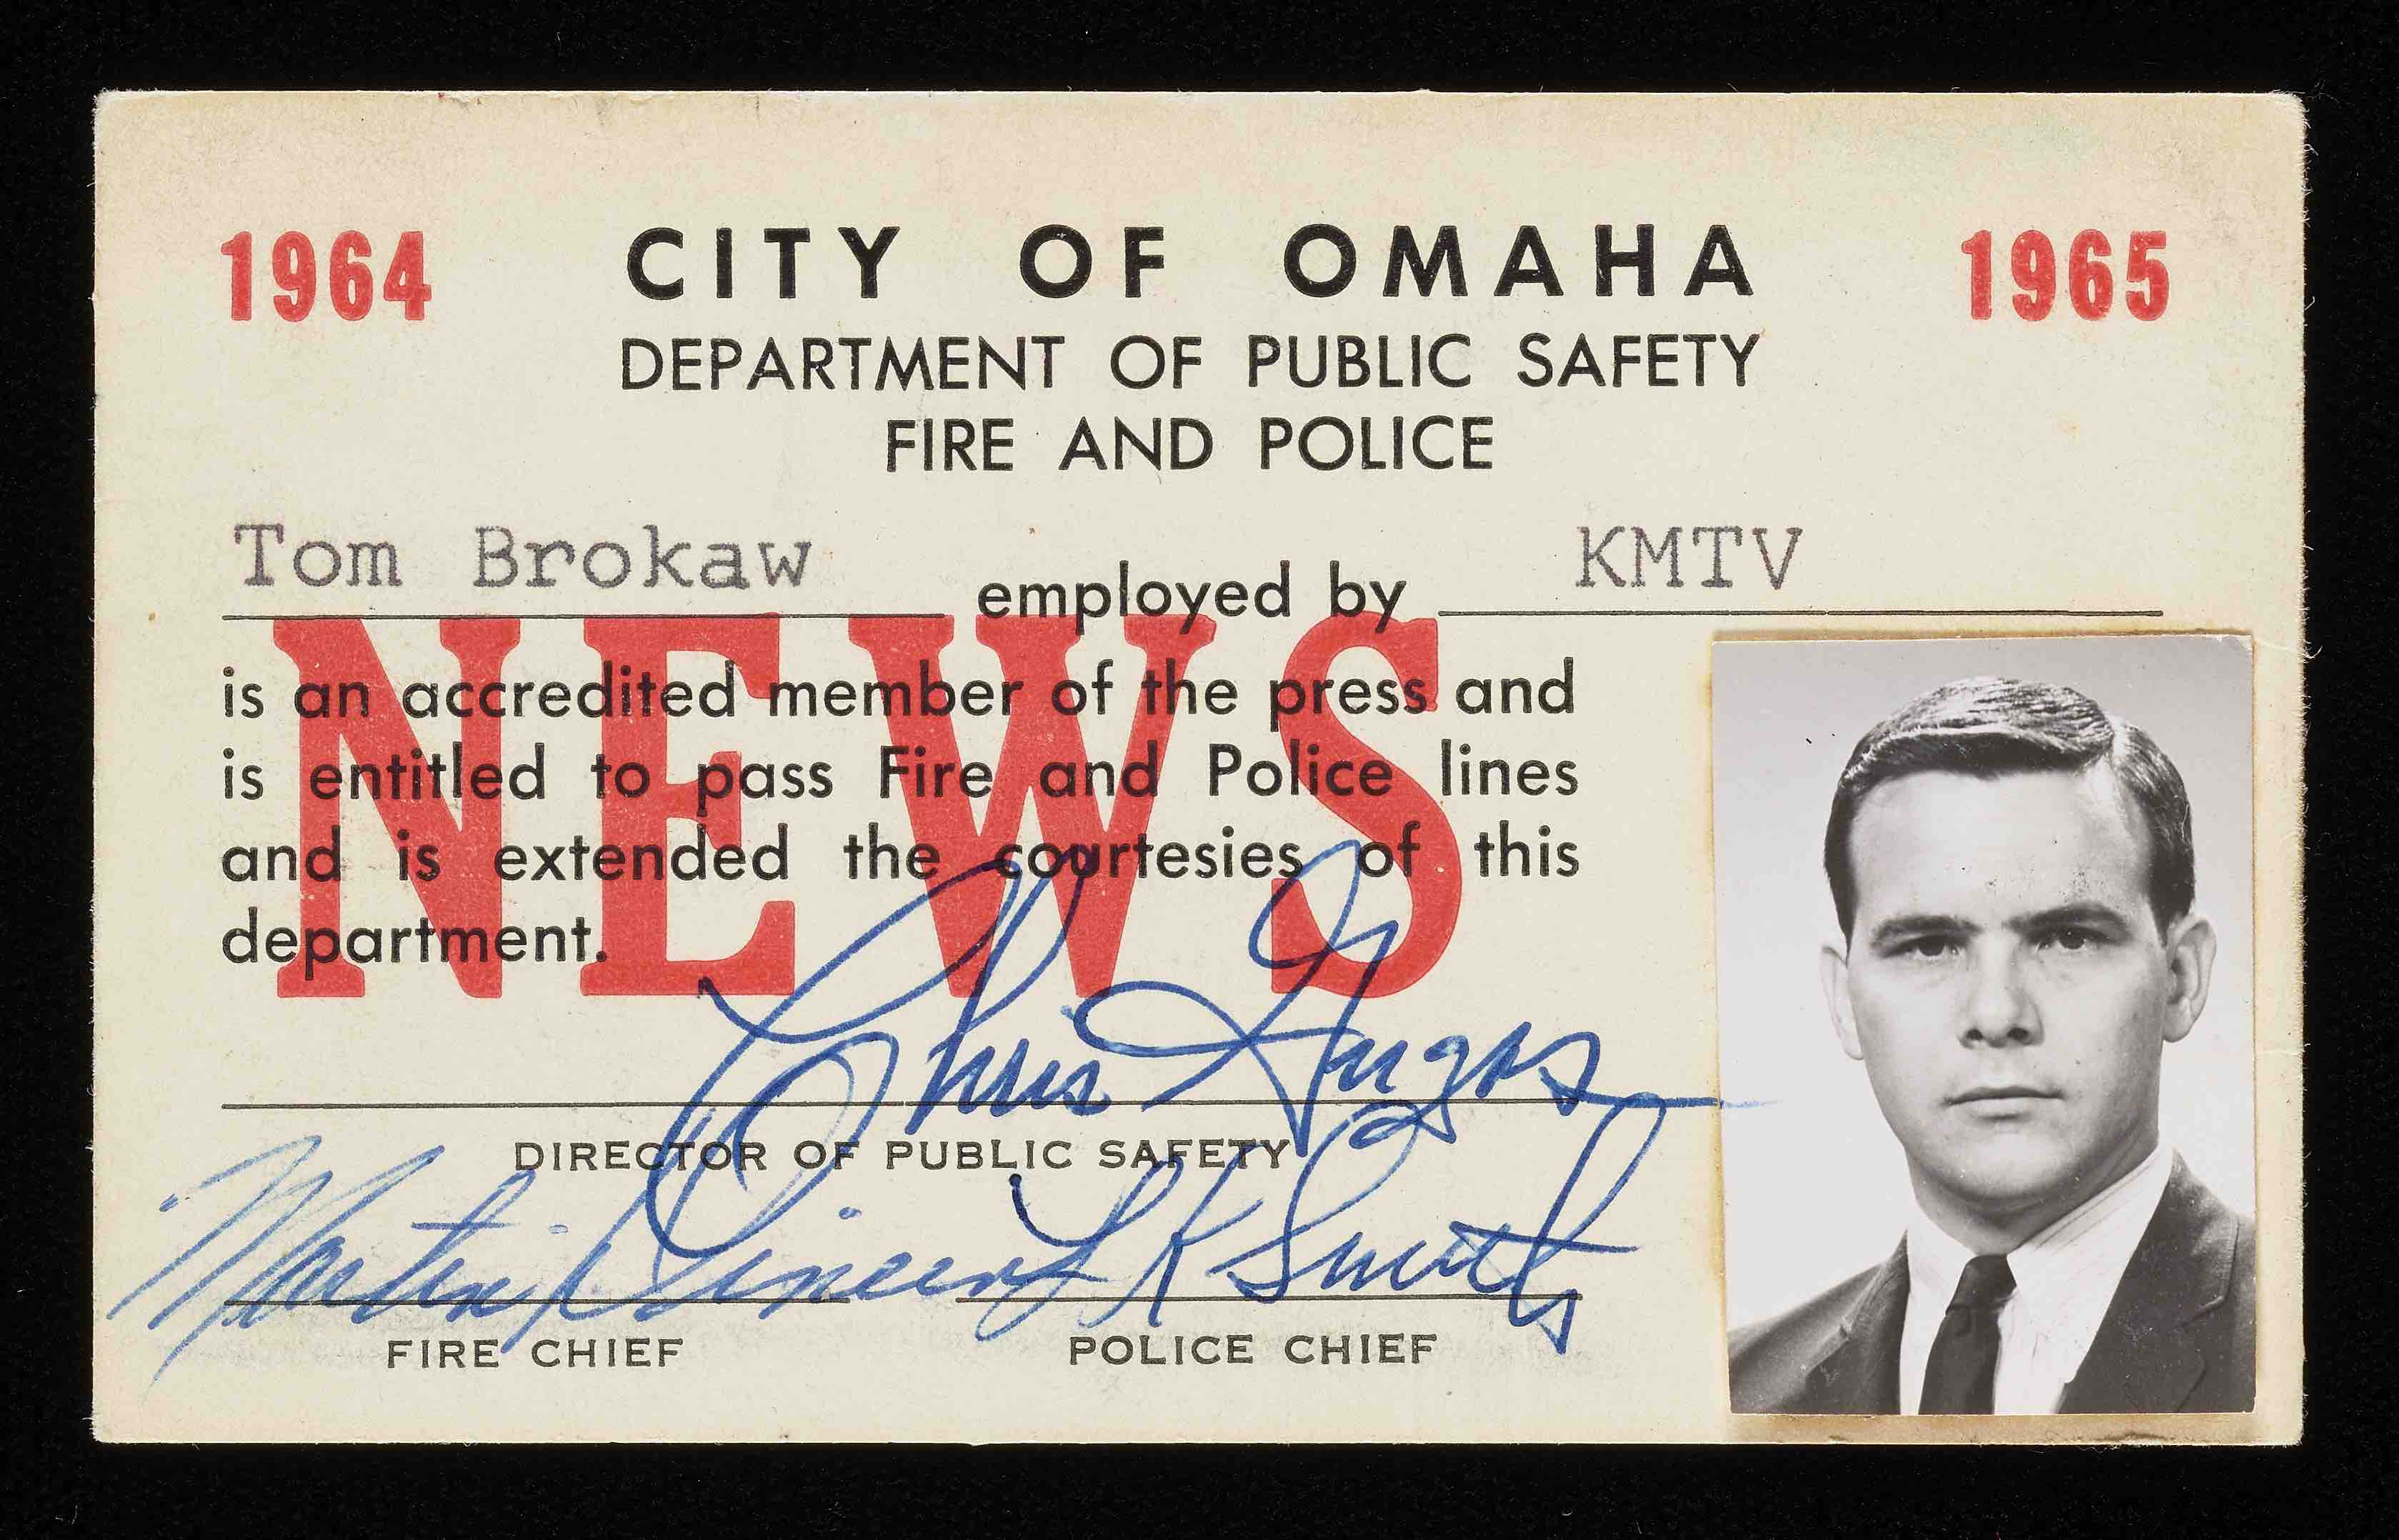 1964 CITY OF OMAHA 1965
DEPARTMENT OF PUBLIC SAFETY
FIRE AND POLICE
Tom Brokaw employed by KMTV
NEWS
is an accredited member of the press and
is entitled to pass Fire and Police lines
and is extended the courtesies of this
department.
Chris
DIRECTOR OF PUBLIC SAFETY
Martin L K Smith
FIRE CHIEF POLICE CHIEF